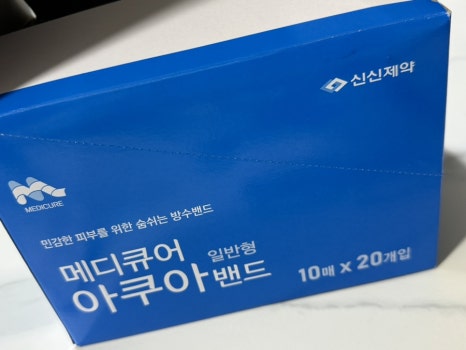 신신제약
MEDICURE
민감한 피부를 위한 숨쉬는 방수밴드
메디큐어
아쿠아밴드 일반형
10매 x 20개입